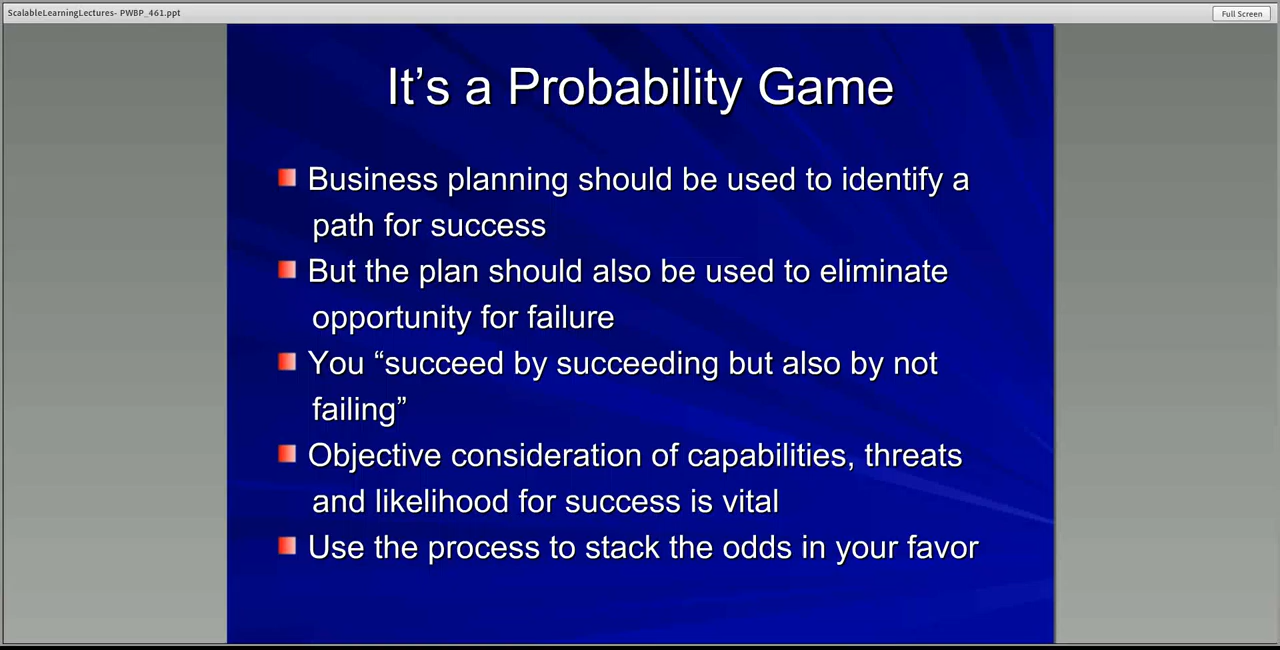 ScalableLearningLectures- PWBP_461.ppt
Full Screen
It’s a Probability Game
Business planning should be used to identify a
path for success
But the plan should also be used to eliminate
opportunity for failure
You “succeed by succeeding but also by not
failing”
Objective consideration of capabilities, threats
and likelihood for success is vital
Use the process to stack the odds in your favor